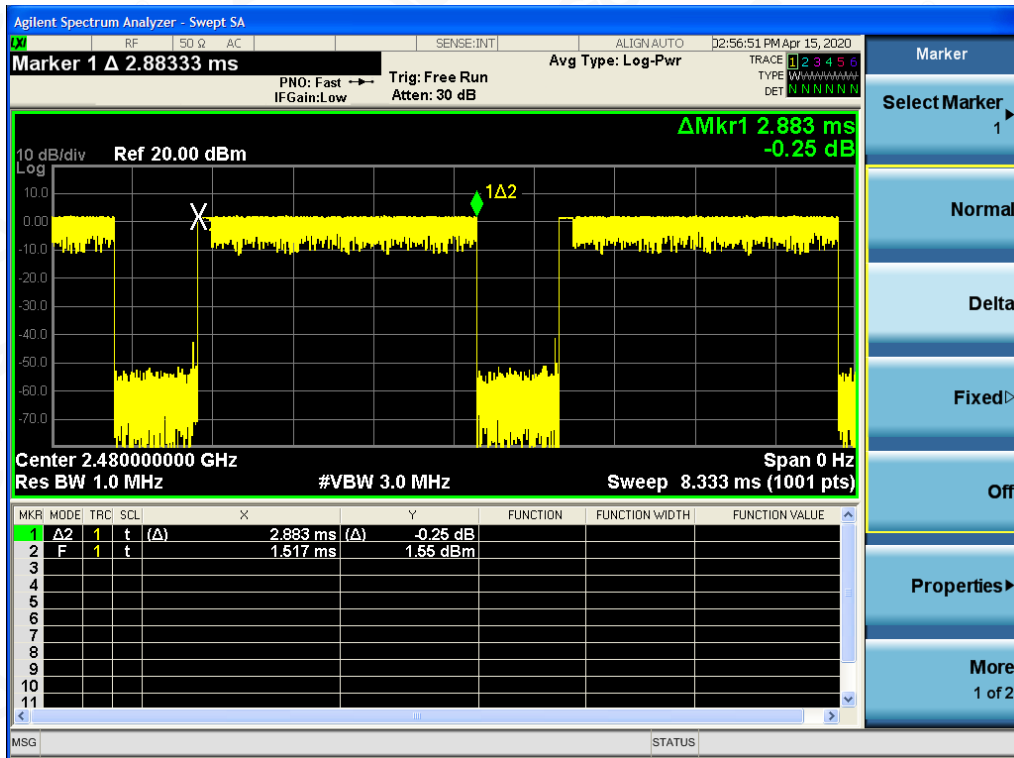 Agilent Spectrum Analyzer - Swept SA
LXI RF 50 Ω AC SENSE:INT ALIGN AUTO 02:56:51 PM Apr 15, 2020
Marker 1 Δ 2.88333 ms
PNO: Fast
IFGain:Low
Trig: Free Run
Atten: 30 dB
Avg Type: Log-Pwr
TRACE 1 2 3 4 5 6
TYPE WWWWWW
DET N N N N N N
ΔMkr1 2.883 ms
-0.25 dB
10 dB/div Ref 20.00 dBm
Log
10.0
0.00
-10.0
-20.0
-30.0
-40.0
-50.0
-60.0
-70.0
1Δ2
Center 2.480000000 GHz Span 0 Hz
Res BW 1.0 MHz #VBW 3.0 MHz Sweep 8.333 ms (1001 pts)
MKR MODE TRC SCL X Y FUNCTION FUNCTION WIDTH FUNCTION VALUE
1 Δ2 1 t (Δ) 2.883 ms (Δ) -0.25 dB
2 F 1 t 1.517 ms 1.55 dBm
3
4
5
6
7
8
9
10
11
MSG STATUS
Marker
Select Marker
1
Normal
Delta
Fixed
Off
Properties
More
1 of 2